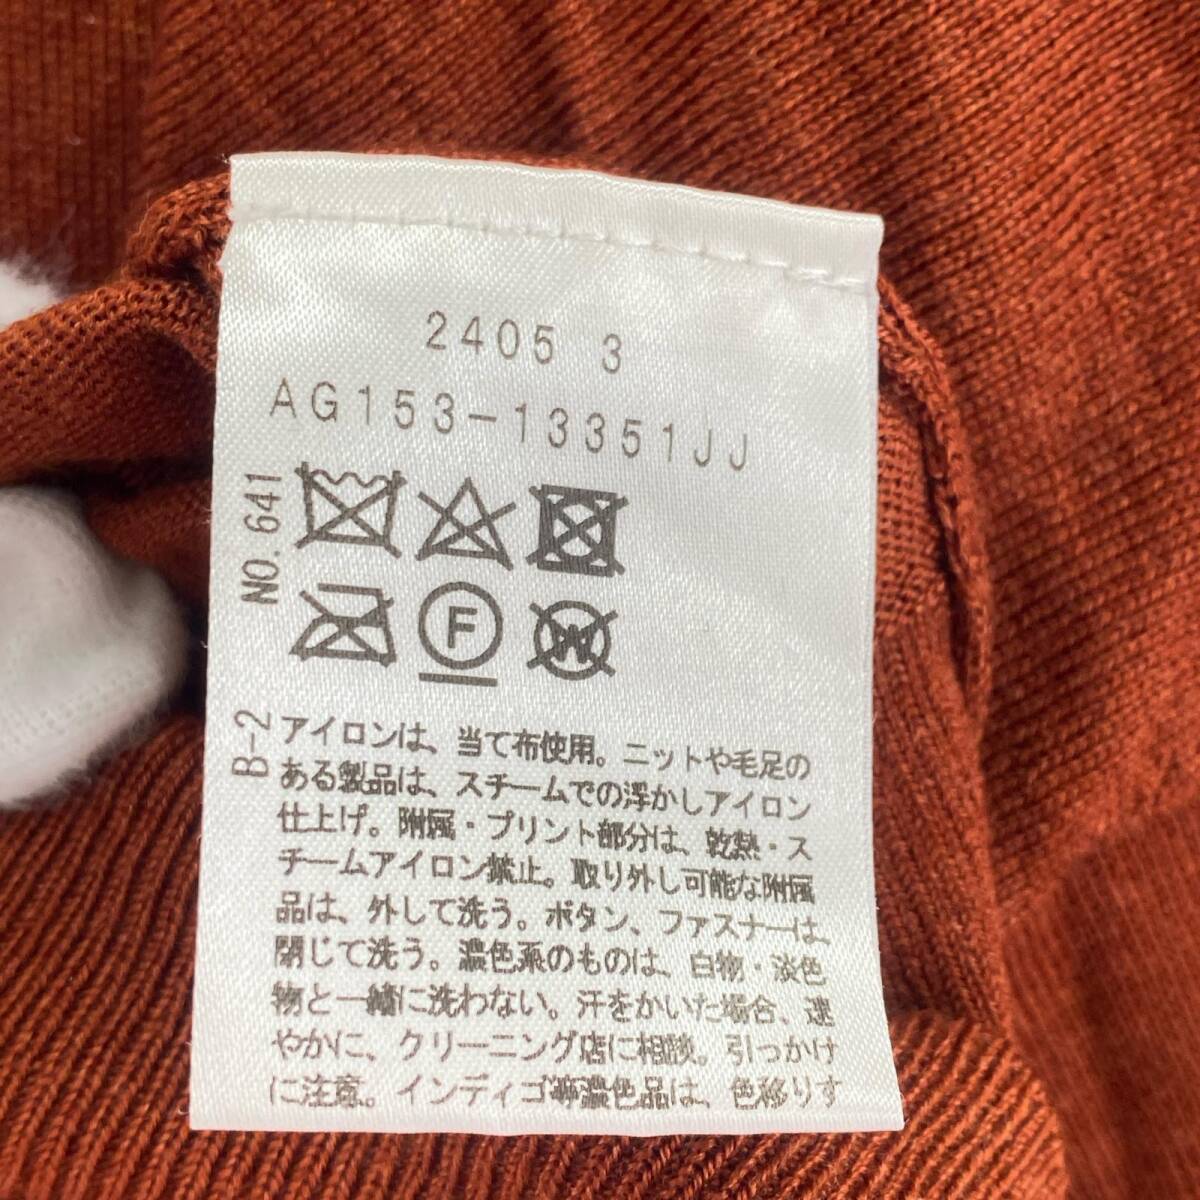 2405 3
AG153-13351JJ
NO. 641
F
W
B-2
アイロンは、当て布使用。ニットや毛足の
ある製品は、スチームでの浮かしアイロン
仕上げ。附属・プリント部分は、乾熱・ス
チームアイロン禁止。取り外し可能な附属
品は、外して洗う。ボタン、ファスナーは、
閉じて洗う。濃色系のものは、白物・淡色
物と一緒に洗わない。汗をかいた場合、速
やかに、クリーニング店に相談。引っかけ
に注意。インディゴ等濃色品は、色移りす